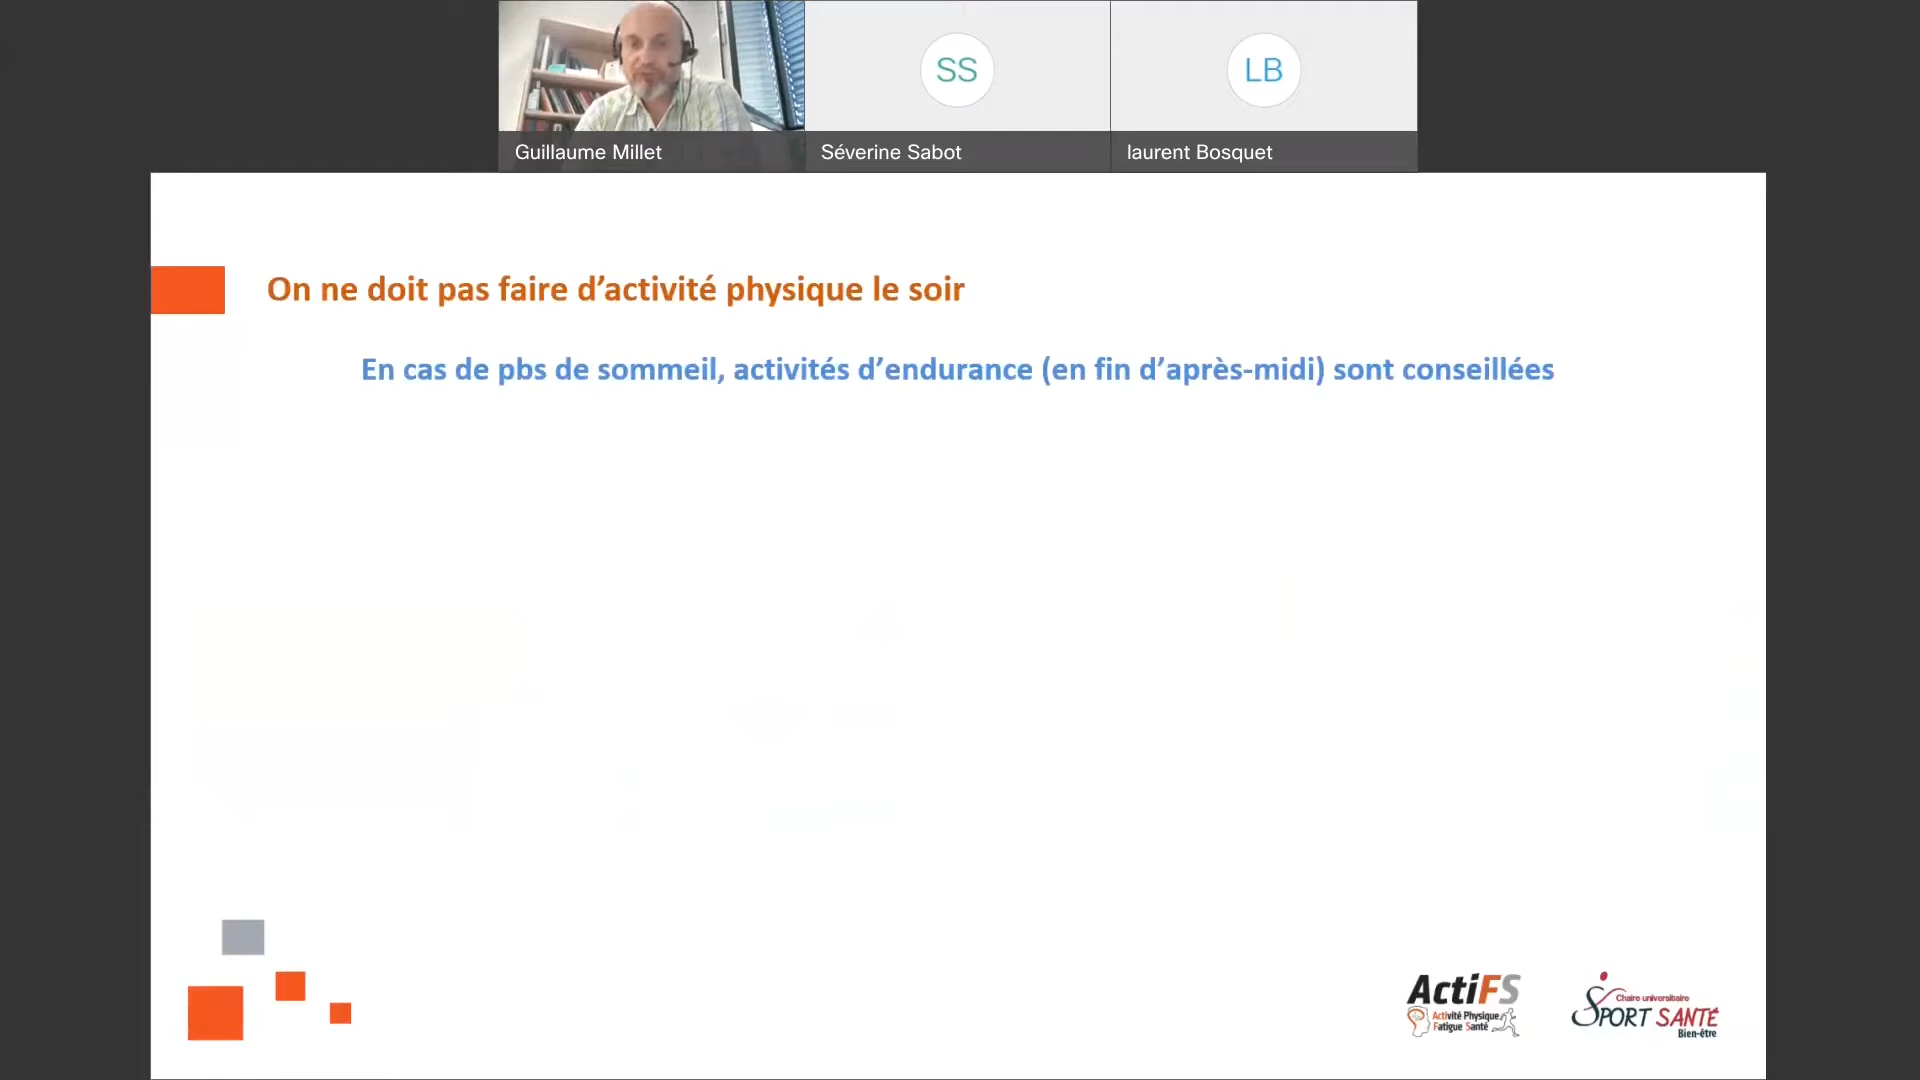 SS
LB
Guillaume Millet
Séverine Sabot
laurent Bosquet
On ne doit pas faire d’activité physique le soir
En cas de pbs de sommeil, activités d’endurance (en fin d’après-midi) sont conseillées
ActiFS
Activité Physique
Fatigue Santé
Chaire universitaire
SPORT SANTÉ
Bien-être